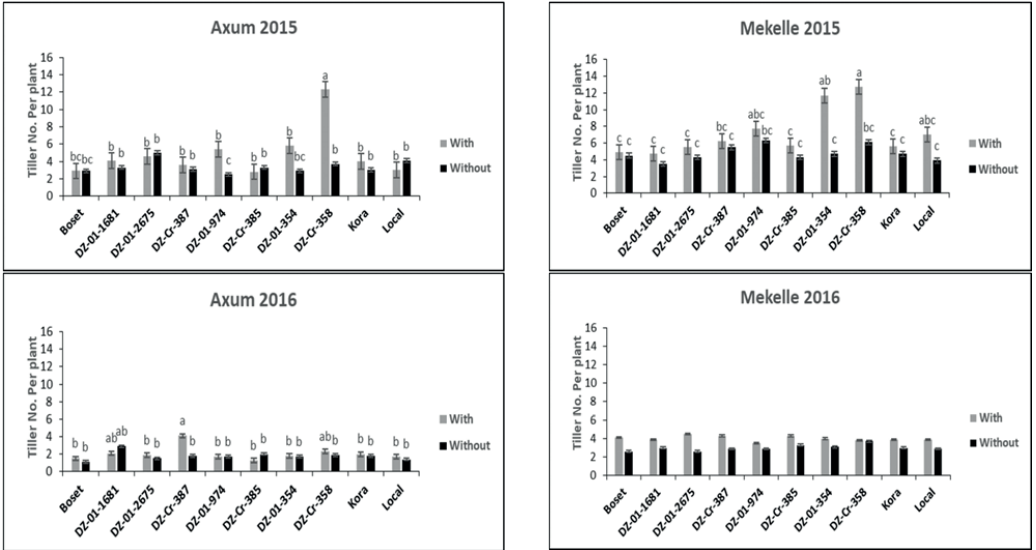 Axum 2015
Tiller No. Per plant
16
14
12
10
8
6
4
2
0
bc bc b b b b b b b c b b b bc a b b b b b
Boset DZ-01-1681 DZ-01-2675 DZ-Cr-387 DZ-01-974 DZ-Cr-385 DZ-01-354 DZ-Cr-358 Kora Local
With
Without
Mekelle 2015
Tiller No. Per plant
16
14
12
10
8
6
4
2
0
c c c c c c bc c abc bc c c ab c a bc c c abc c
Boset DZ-01-1681 DZ-01-2675 DZ-Cr-387 DZ-01-974 DZ-Cr-385 DZ-01-354 DZ-Cr-358 Kora Local
With
Without
Axum 2016
Tiller No. Per plant
16
14
12
10
8
6
4
2
0
b b ab ab b b a b b b b b b b ab b b b b b
Boset DZ-01-1681 DZ-01-2675 DZ-Cr-387 DZ-01-974 DZ-Cr-385 DZ-01-354 DZ-Cr-358 Kora Local
With
Without
Mekelle 2016
Tiller No. Per plant
16
14
12
10
8
6
4
2
0
Boset DZ-01-1681 DZ-01-2675 DZ-Cr-387 DZ-01-974 DZ-Cr-385 DZ-01-354 DZ-Cr-358 Kora Local
With
Without